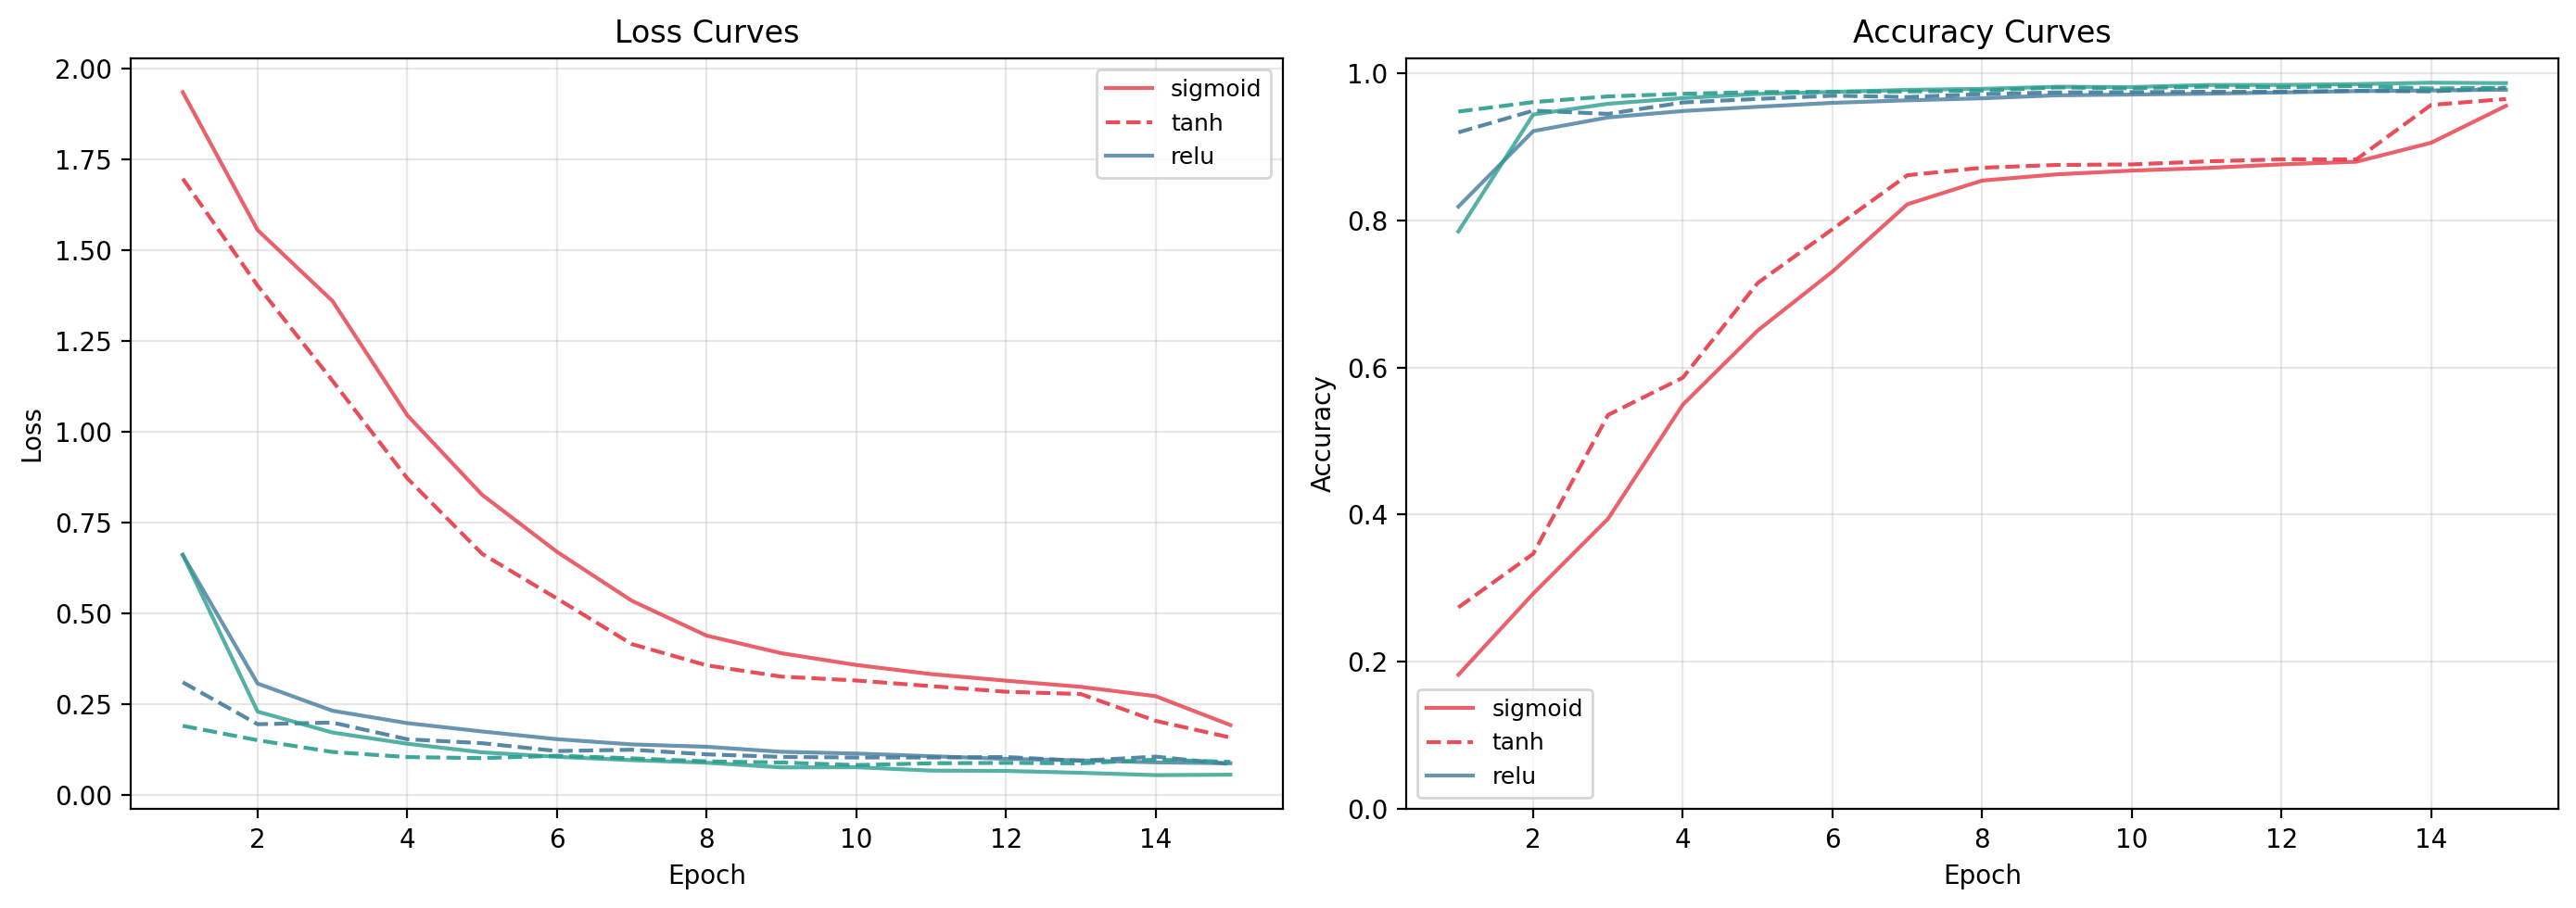 Loss Curves
2.00
1.75
1.50
1.25
1.00
0.75
0.50
0.25
0.00
Loss
sigmoid
tanh
relu
2 4 6 8 10 12 14
Epoch
Accuracy Curves
1.0
0.8
0.6
0.4
0.2
0.0
Accuracy
sigmoid
tanh
relu
2 4 6 8 10 12 14
Epoch